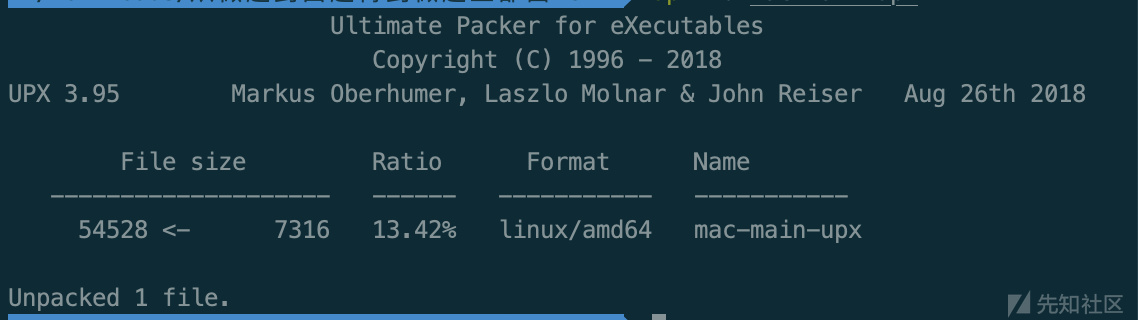 Ultimate Packer for eXecutables
Copyright (C) 1996 - 2018
UPX 3.95 Markus Oberhumer, Laszlo Molnar & John Reiser Aug 26th 2018
File size Ratio Format Name
-------------------- ------ ----------- -----------
54528 <- 7316 13.42% linux/amd64 mac-main-upx
Unpacked 1 file.
先知社区